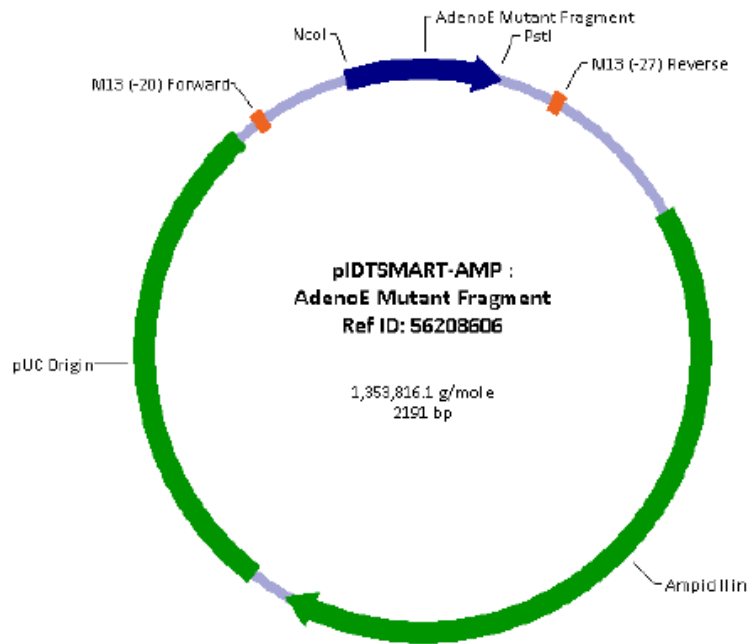 AdenoE Mutant Fragment
NcoI
PstI
M13 (-27) Reverse
M13 (-20) Forward
pIDTSMART-AMP :
AdenoE Mutant Fragment
Ref ID: 56208606
pUC Origin
1,353,816.1 g/mole
2191 bp
Ampicillin